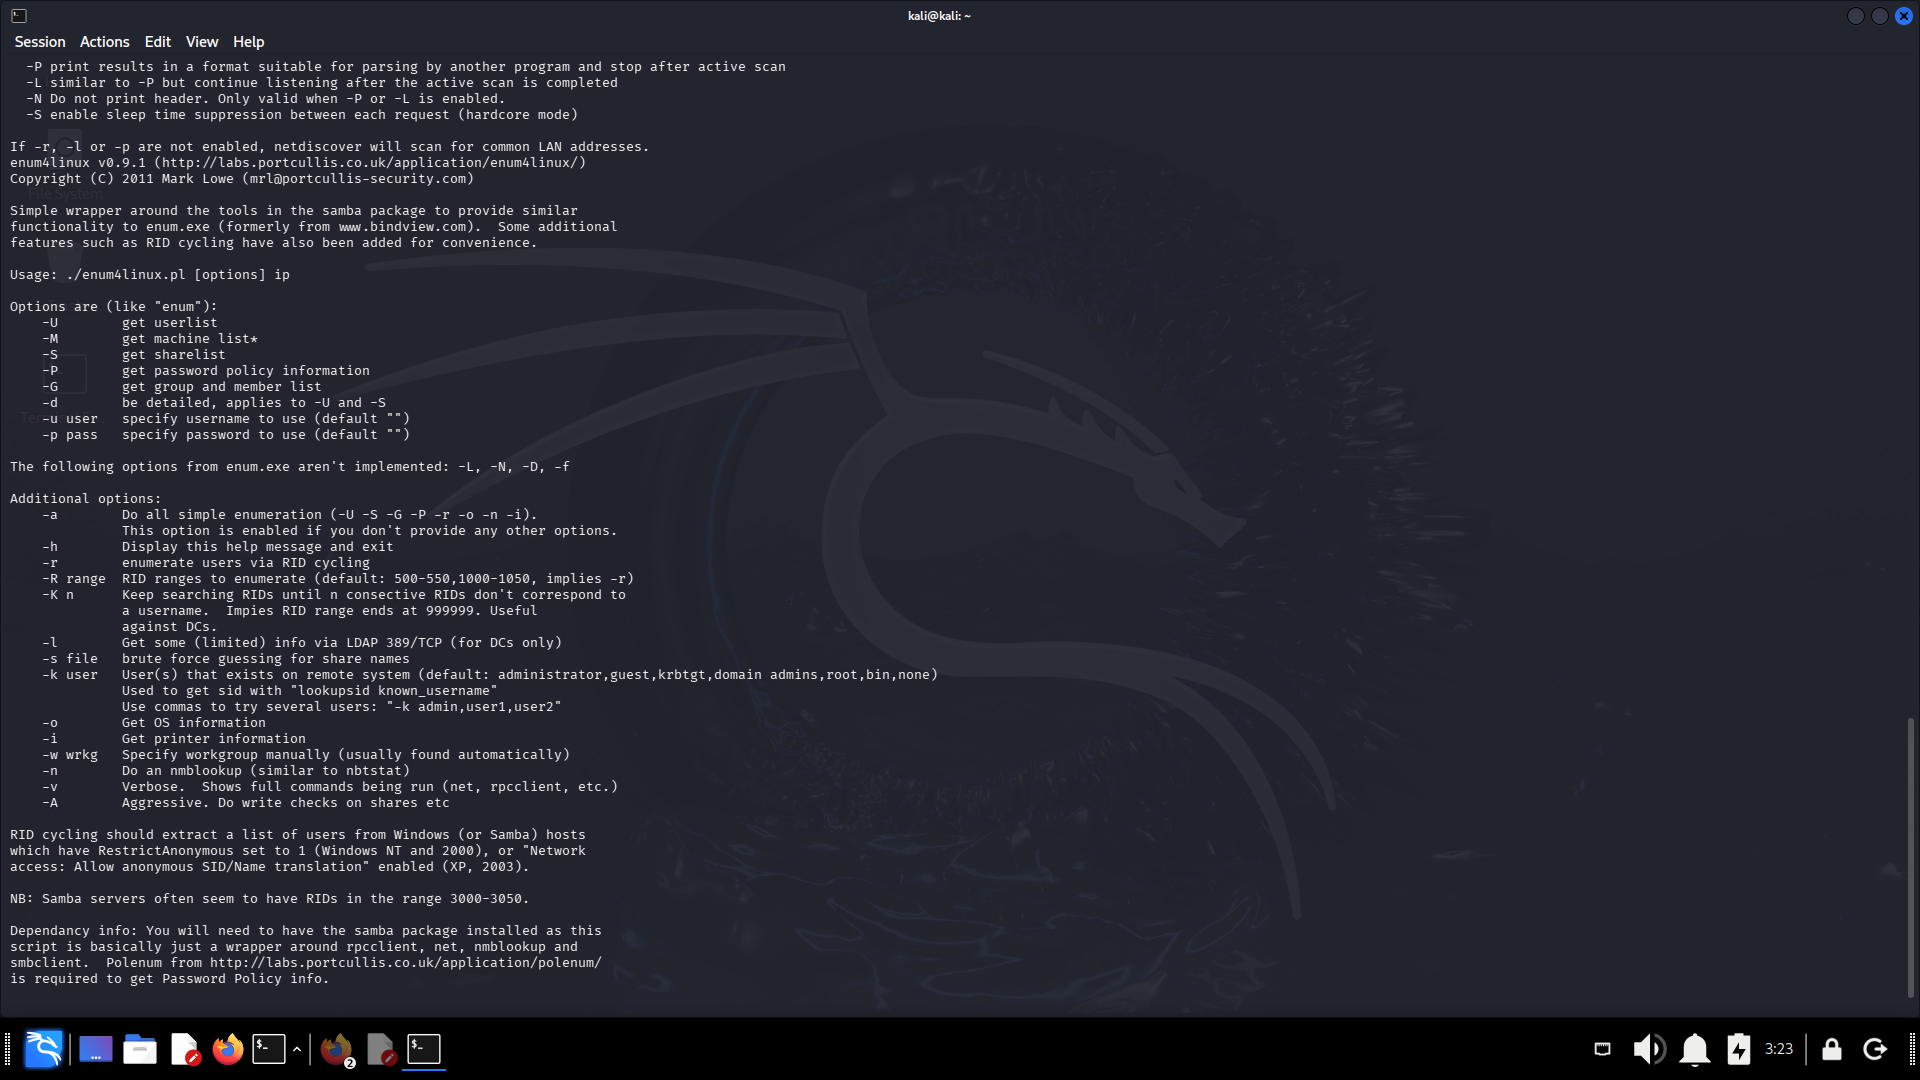 kali@kali: ~
Session Actions Edit View Help
-P print results in a format suitable for parsing by another program and stop after active scan
-L similar to -P but continue listening after the active scan is completed
-N Do not print header. Only valid when -P or -L is enabled.
-S enable sleep time suppression between each request (hardcore mode)
If -r, -l or -p are not enabled, netdiscover will scan for common LAN addresses.
enum4linux v0.9.1 (http://labs.portcullis.co.uk/application/enum4linux/)
Copyright (C) 2011 Mark Lowe (mrl@portcullis-security.com)
File System
Simple wrapper around the tools in the samba package to provide similar
functionality to enum.exe (formerly from www.bindview.com).  Some additional
features such as RID cycling have also been added for convenience.
Usage: ./enum4linux.pl [options] ip
Options are (like "enum"):
-U        get userlist
-M        get machine list*
-S        get sharelist
-P        get password policy information
-G        get group and member list
-d        be detailed, applies to -U and -S
-u user   specify username to use (default "")
-p pass   specify password to use (default "")
The following options from enum.exe aren't implemented: -L, -N, -D, -f
Additional options:
-a        Do all simple enumeration (-U -S -G -P -r -o -n -i).
This option is enabled if you don't provide any other options.
-h        Display this help message and exit
-r        enumerate users via RID cycling
-R range  RID ranges to enumerate (default: 500-550,1000-1050, implies -r)
-K n      Keep searching RIDs until n consective RIDs don't correspond to
a username.  Impies RID range ends at 999999. Useful
against DCs.
-l        Get some (limited) info via LDAP 389/TCP (for DCs only)
-s file   brute force guessing for share names
-k user   User(s) that exists on remote system (default: administrator,guest,krbtgt,domain admins,root,bin,none)
Used to get sid with "lookupsid known_username"
Use commas to try several users: "-k admin,user1,user2"
-o        Get OS information
-i        Get printer information
-w wrkg   Specify workgroup manually (usually found automatically)
-n        Do an nmblookup (similar to nbtstat)
-v        Verbose.  Shows full commands being run (net, rpcclient, etc.)
-A        Aggressive. Do write checks on shares etc
RID cycling should extract a list of users from Windows (or Samba) hosts
which have RestrictAnonymous set to 1 (Windows NT and 2000), or "Network
access: Allow anonymous SID/Name translation" enabled (XP, 2003).
NB: Samba servers often seem to have RIDs in the range 3000-3050.
Dependancy info: You will need to have the samba package installed as this
script is basically just a wrapper around rpcclient, net, nmblookup and
smbclient.  Polenum from http://labs.portcullis.co.uk/application/polenum/
is required to get Password Policy info.
2
3:23